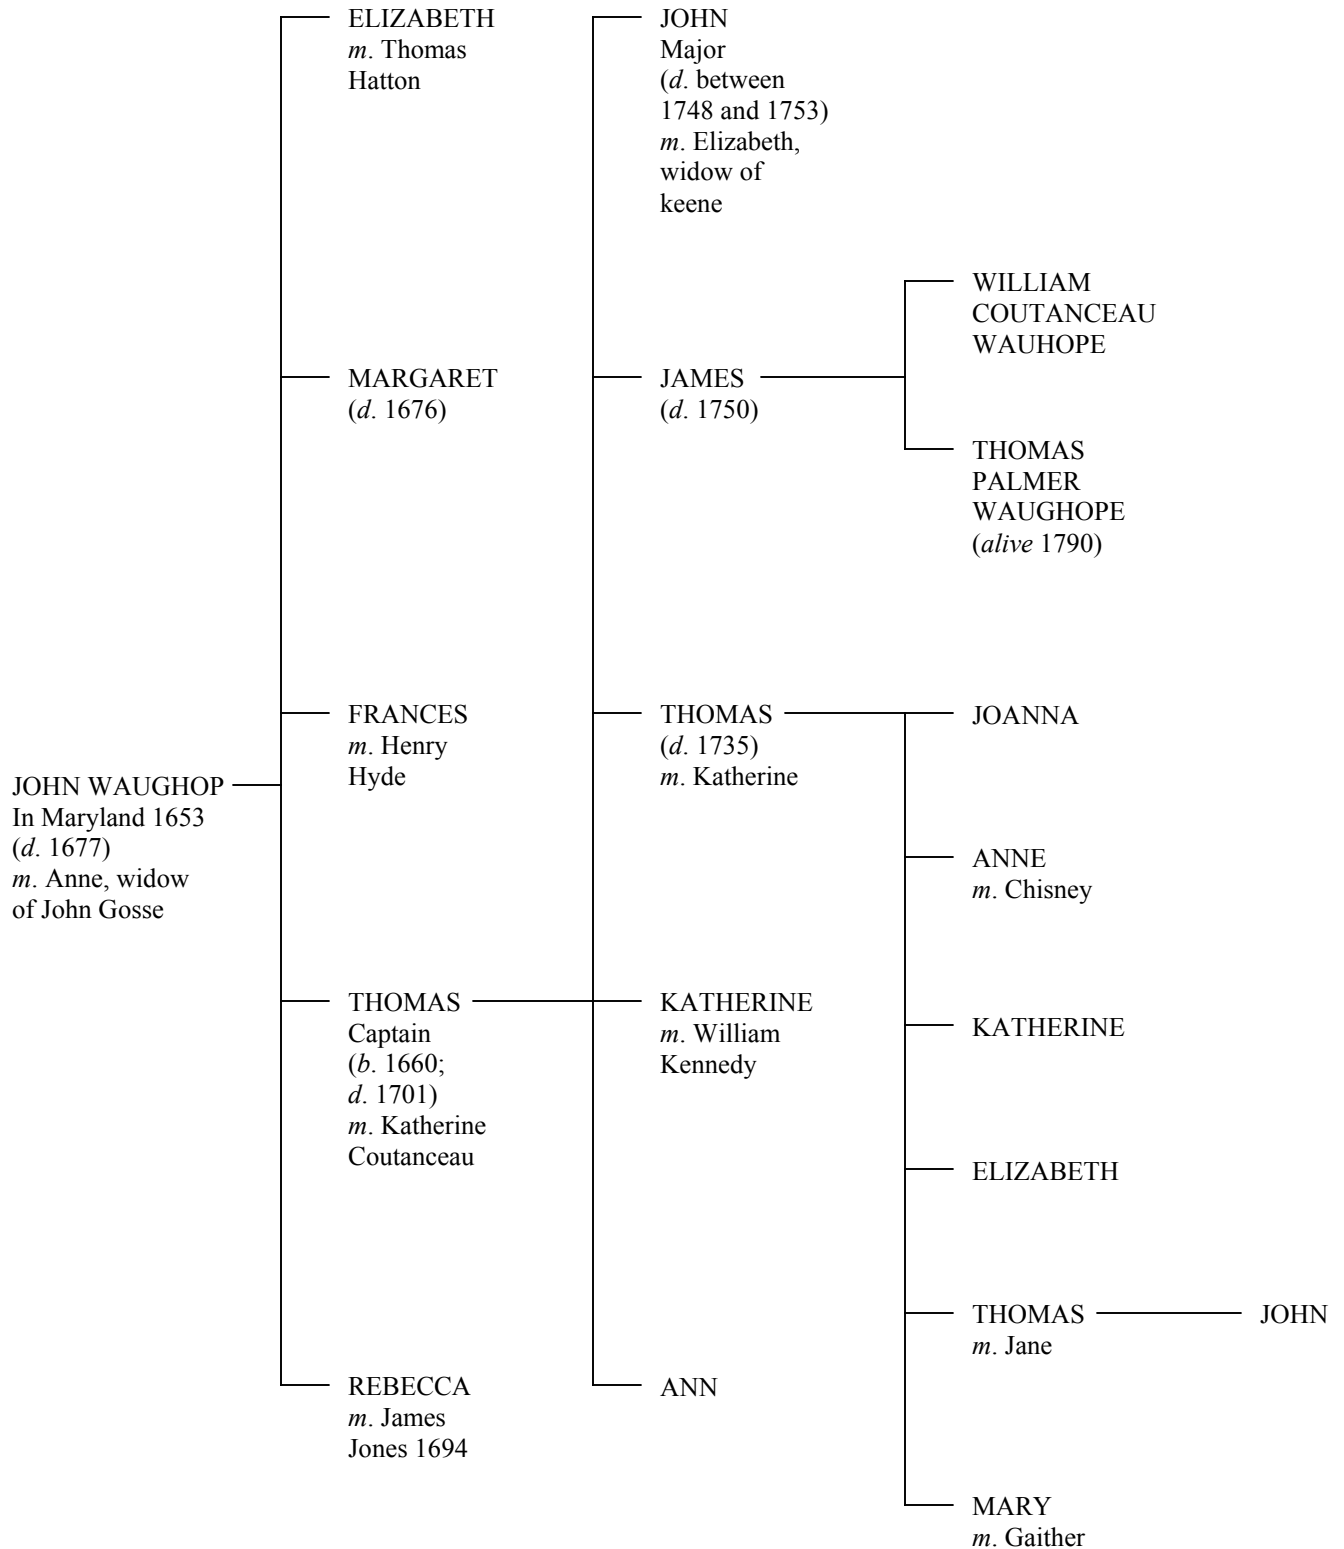 JOHN WAUGHOP
In Maryland 1653
(d. 1677)
m. Anne, widow
of John Gosse
ELIZABETH
m. Thomas
Hatton
MARGARET
(d. 1676)
FRANCES
m. Henry
Hyde
THOMAS
Captain
(b. 1660;
d. 1701)
m. Katherine
Coutanceau
REBECCA
m. James
Jones 1694
JOHN
Major
(d. between
1748 and 1753)
m. Elizabeth,
widow of
keene
JAMES
(d. 1750)
THOMAS
(d. 1735)
m. Katherine
KATHERINE
m. William
Kennedy
ANN
WILLIAM
COUTANCEAU
WAUHOPE
THOMAS
PALMER
WAUGHOPE
(alive 1790)
JOANNA
ANNE
m. Chisney
KATHERINE
ELIZABETH
THOMAS
m. Jane
MARY
m. Gaither
JOHN